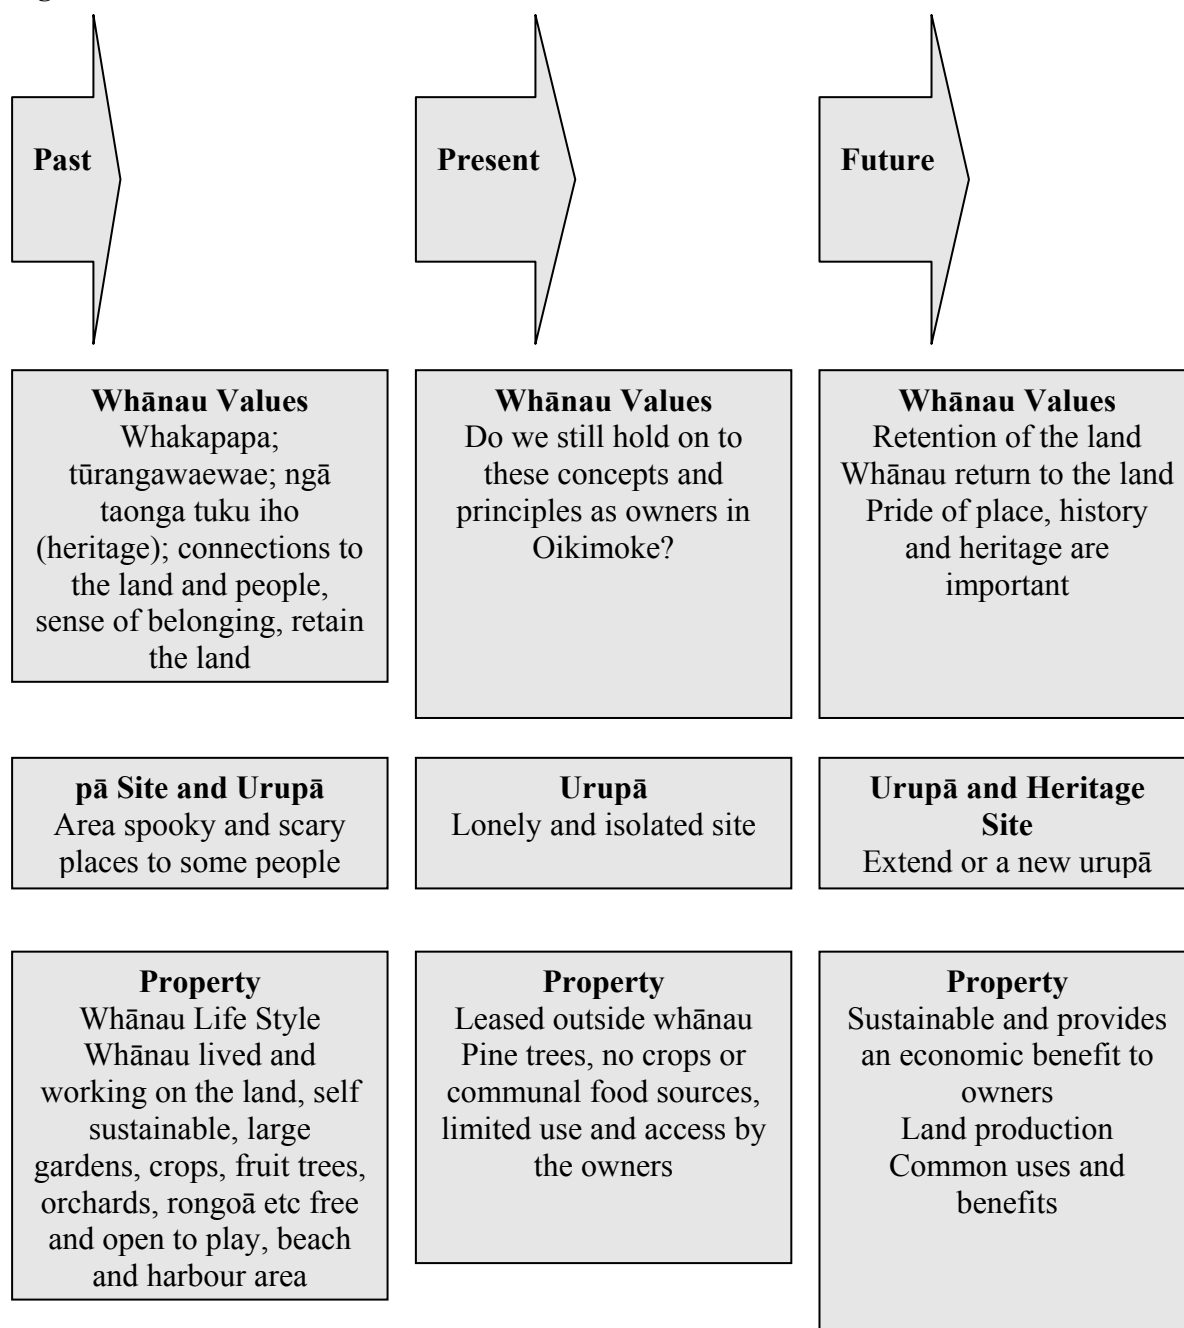 Past
Present
Future
Whānau Values
Whakapapa;
tūrangawaewae; ngā
taonga tuku iho
(heritage); connections to
the land and people,
sense of belonging, retain
the land
Whānau Values
Do we still hold on to
these concepts and
principles as owners in
Oikimoke?
Whānau Values
Retention of the land
Whānau return to the land
Pride of place, history
and heritage are
important
pā Site and Urupā
Area spooky and scary
places to some people
Urupā
Lonely and isolated site
Urupā and Heritage
Site
Extend or a new urupā
Property
Whānau Life Style
Whānau lived and
working on the land, self
sustainable, large
gardens, crops, fruit trees,
orchards, rongoā etc free
and open to play, beach
and harbour area
Property
Leased outside whānau
Pine trees, no crops or
communal food sources,
limited use and access by
the owners
Property
Sustainable and provides
an economic benefit to
owners
Land production
Common uses and
benefits